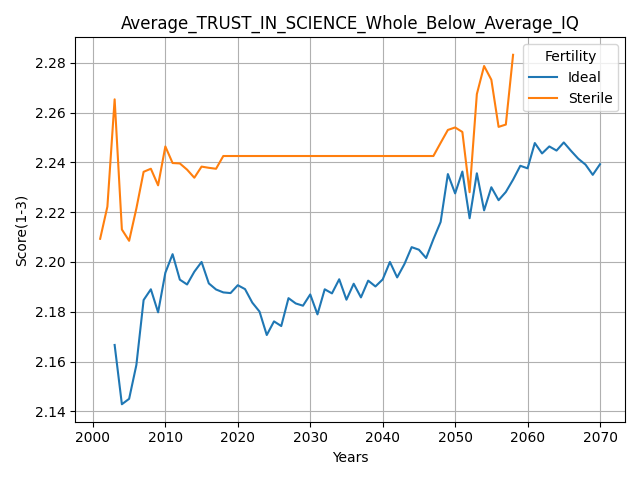 Average_TRUST_IN_SCIENCE_Whole_Below_Average_IQ
Fertility
Ideal
Sterile
Score(1-3)
2.28
2.26
2.24
2.22
2.20
2.18
2.16
2.14
2000
2010
2020
2030
2040
2050
2060
2070
Years